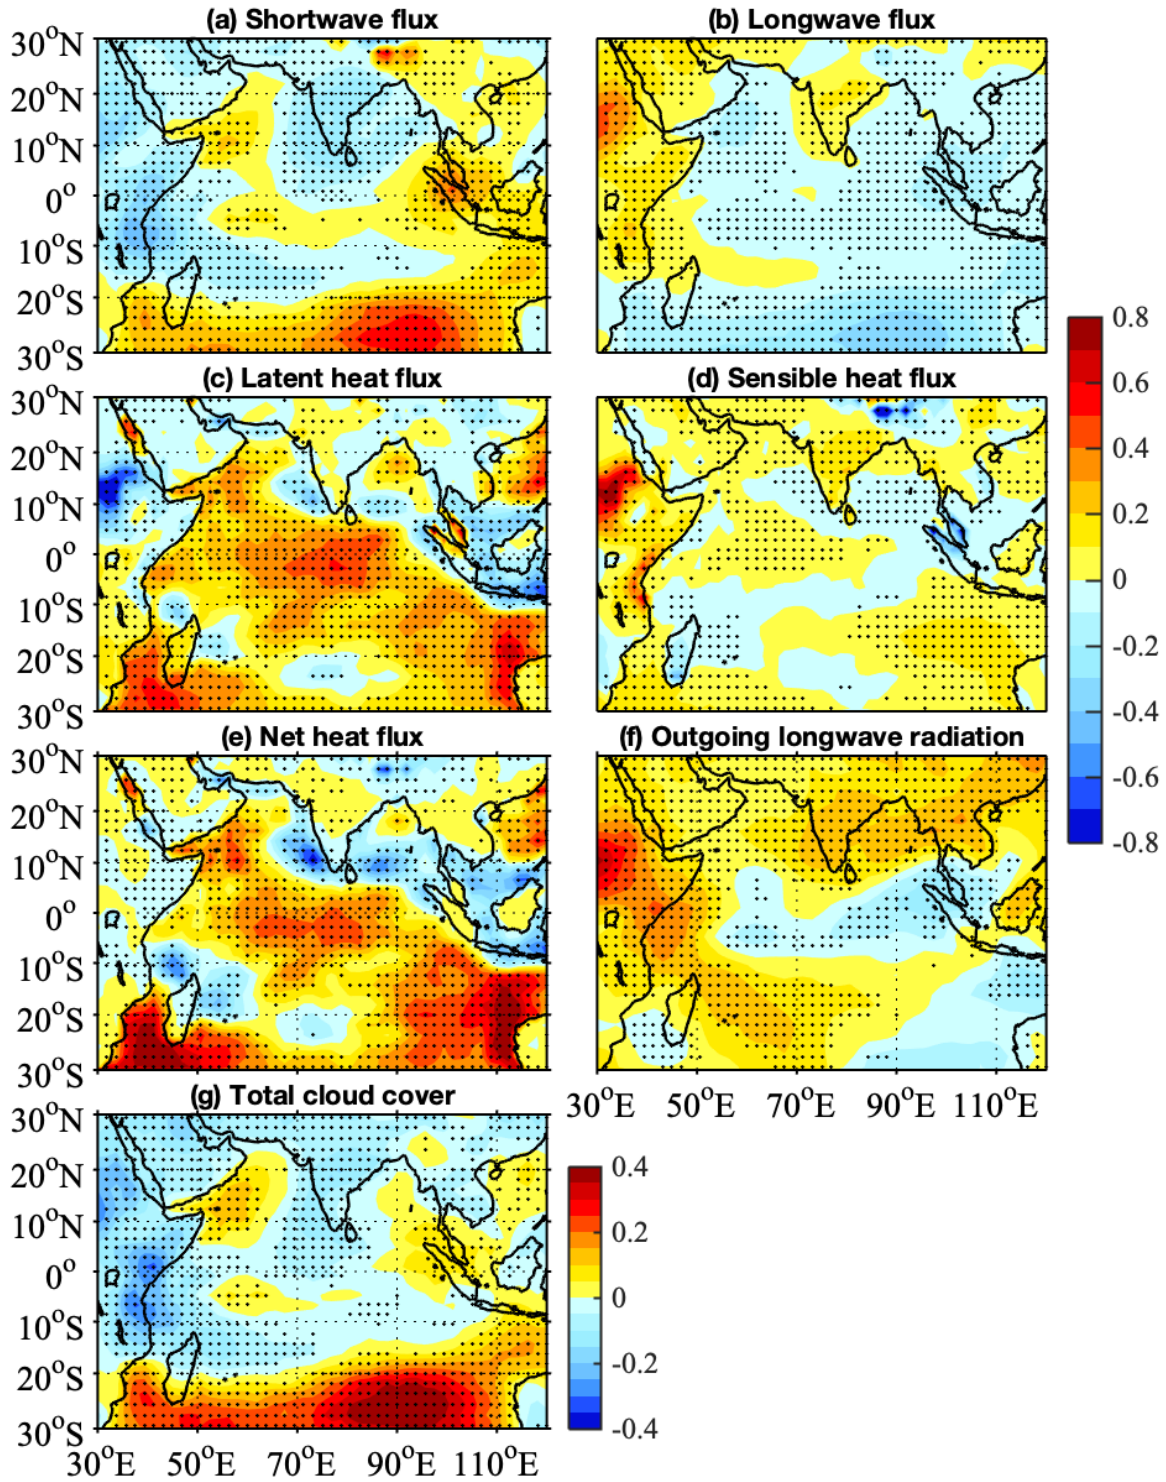 (a) Shortwave flux
(b) Longwave flux
30°N
20°N
10°N
0°
10°S
20°S
30°S
(c) Latent heat flux
(d) Sensible heat flux
30°N
20°N
10°N
0°
10°S
20°S
30°S
0.8
0.6
0.4
0.2
0
-0.2
-0.4
-0.6
-0.8
(e) Net heat flux
(f) Outgoing longwave radiation
30°N
20°N
10°N
0°
10°S
20°S
30°S
30°E 50°E 70°E 90°E 110°E
(g) Total cloud cover
30°N
20°N
10°N
0°
10°S
20°S
30°S
30°E 50°E 70°E 90°E 110°E
0.4
0.2
0
-0.2
-0.4